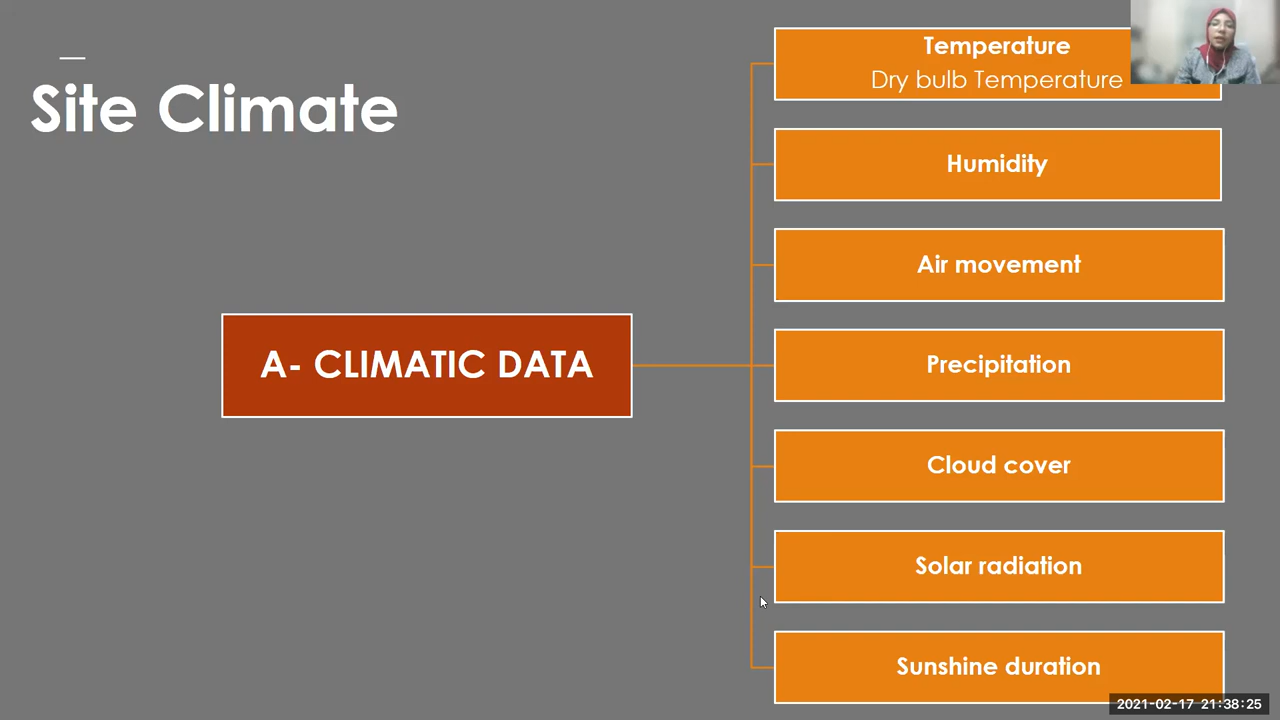 Site Climate
A- CLIMATIC DATA
Temperature
Dry bulb Temperature
Humidity
Air movement
Precipitation
Cloud cover
Solar radiation
Sunshine duration
2021-02-17 21:38:25